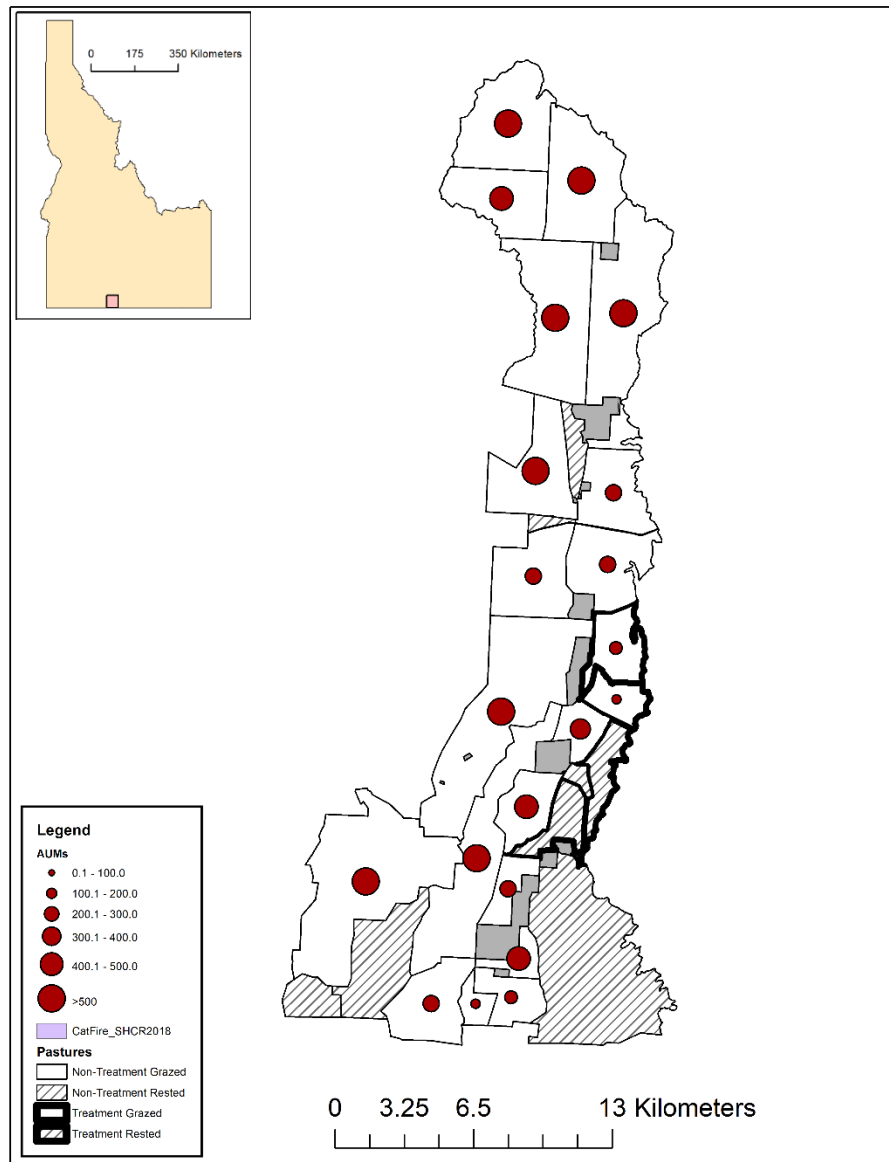 0 175 350 Kilometers
Legend
AUMs
0.1 - 100.0
100.1 - 200.0
200.1 - 300.0
300.1 - 400.0
400.1 - 500.0
>500
CatFire_SHCR2018
Pastures
Non-Treatment Grazed
Non-Treatment Rested
Treatment Grazed
Treatment Rested
0 3.25 6.5 13 Kilometers